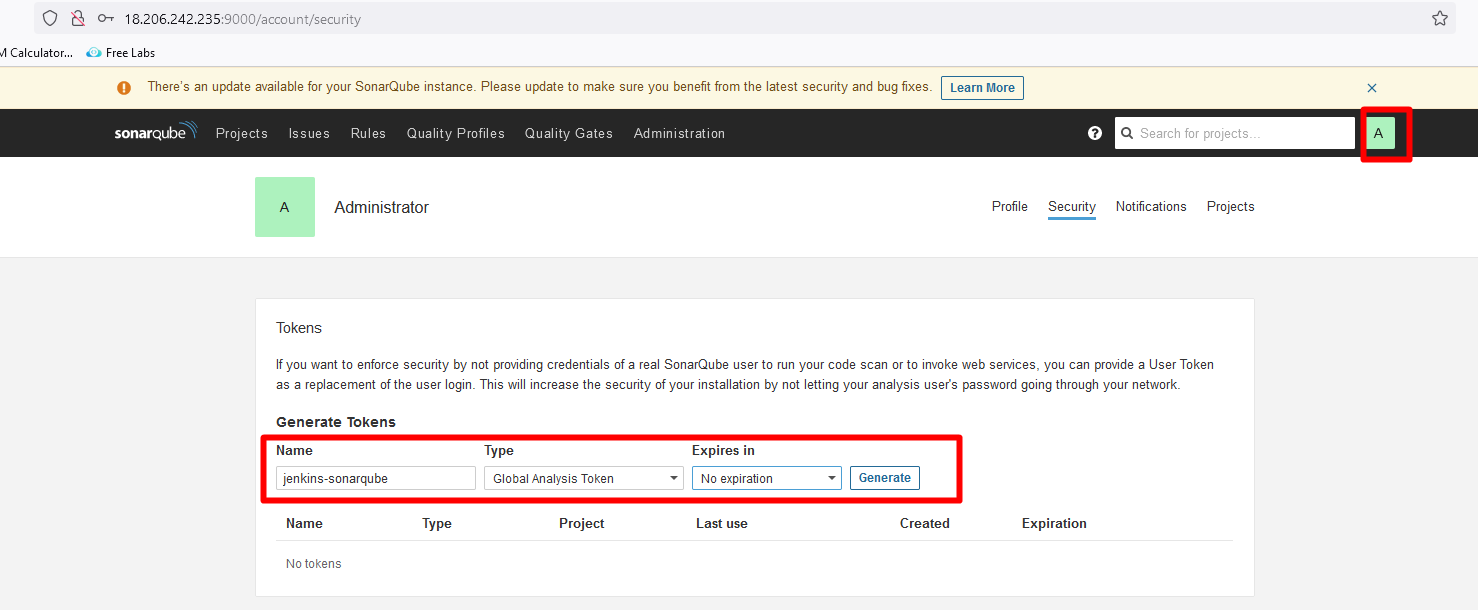 18.206.242.235:9000/account/security
M Calculator... Free Labs
There's an update available for your SonarQube instance. Please update to make sure you benefit from the latest security and bug fixes. Learn More
sonarqube Projects Issues Rules Quality Profiles Quality Gates Administration Search for projects... A
A Administrator Profile Security Notifications Projects
Tokens
If you want to enforce security by not providing credentials of a real SonarQube user to run your code scan or to invoke web services, you can provide a User Token
as a replacement of the user login. This will increase the security of your installation by not letting your analysis user's password going through your network.
Generate Tokens
Name Type Expires in
jenkins-sonarqube Global Analysis Token No expiration Generate
Name Type Project Last use Created Expiration
No tokens